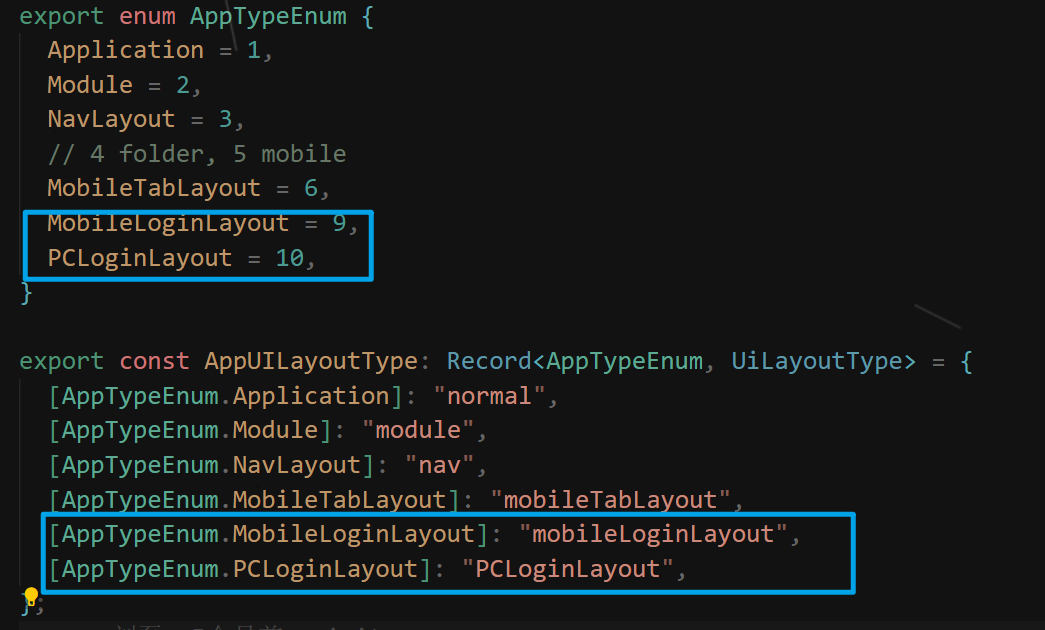 export enum AppTypeEnum {
Application = 1,
Module = 2,
NavLayout = 3,
// 4 folder, 5 mobile
MobileTabLayout = 6,
MobileLoginLayout = 9,
PCLoginLayout = 10,
}
export const AppUILayoutType: Record<AppTypeEnum, UiLayoutType> = {
[AppTypeEnum.Application]: "normal",
[AppTypeEnum.Module]: "module",
[AppTypeEnum.NavLayout]: "nav",
[AppTypeEnum.MobileTabLayout]: "mobileTabLayout",
[AppTypeEnum.MobileLoginLayout]: "mobileLoginLayout",
[AppTypeEnum.PCLoginLayout]: "PCLoginLayout",
};